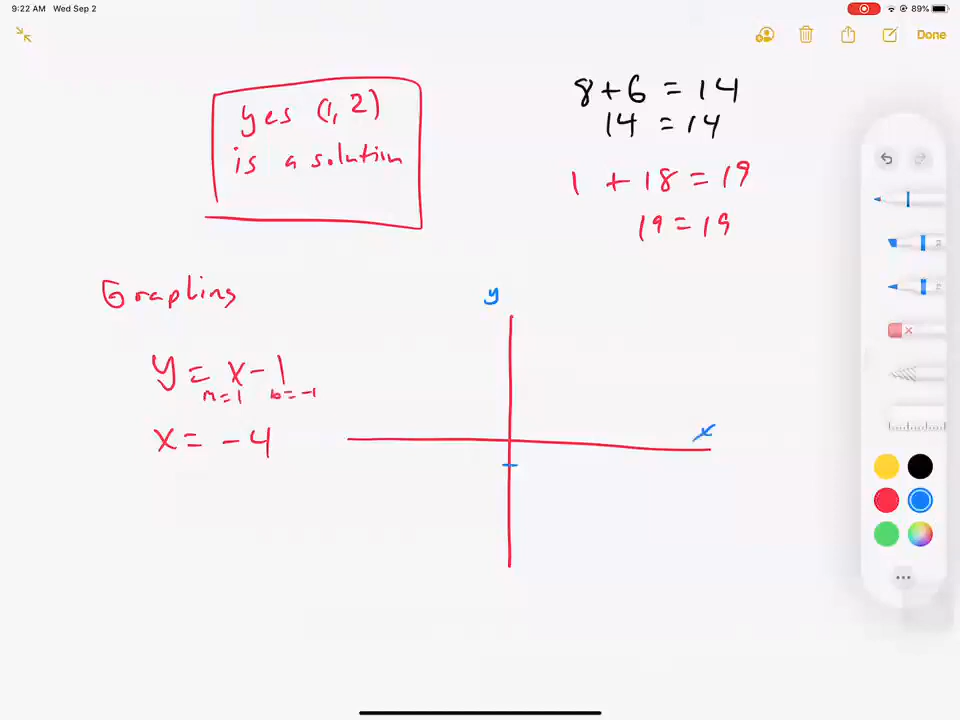 9:22 AM Wed Sep 2
89%
Done
yes (1, 2)
is a solution
8 + 6 = 14
14 = 14
1 + 18 = 19
19 = 19
Graphing
y = x - 1
m = 1 b = -1
x = - 4
y
x